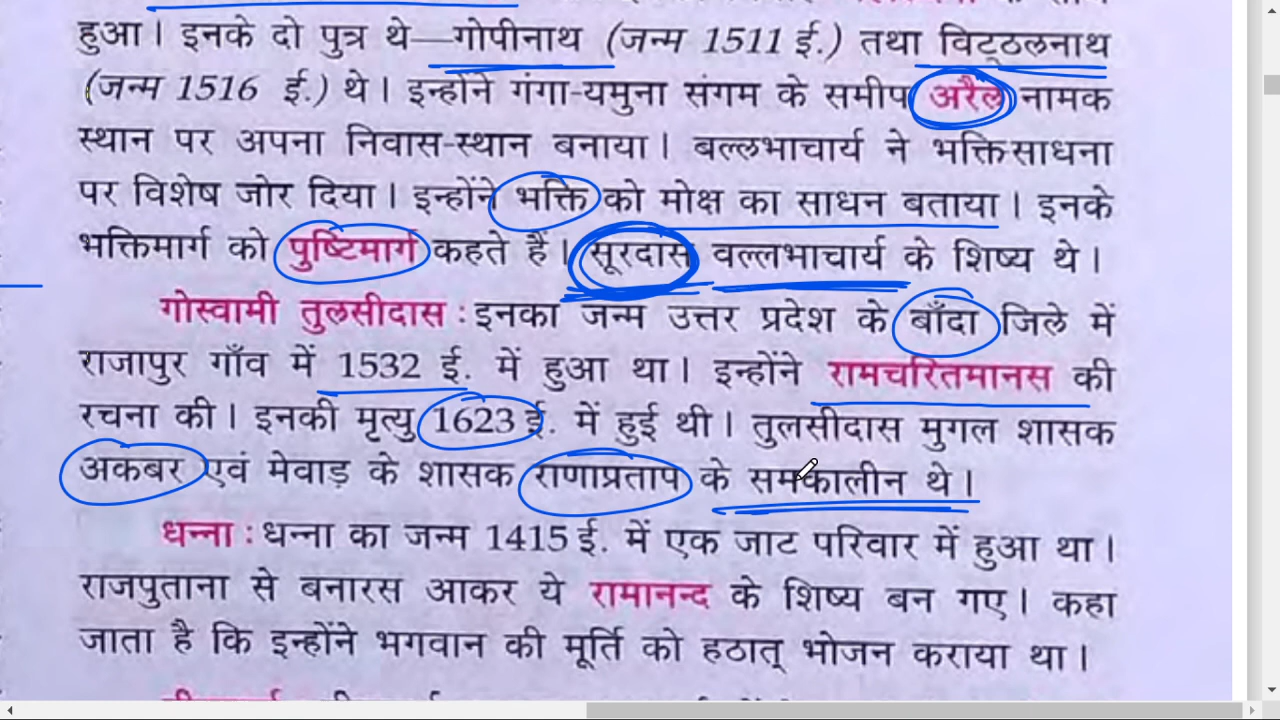 हुआ। इनके दो पुत्र थे—गोपीनाथ (जन्म 1511 ई.) तथा विट्ठलनाथ
(जन्म 1516 ई.) थे। इन्होंने गंगा-यमुना संगम के समीप अरैल नामक
स्थान पर अपना निवास-स्थान बनाया। बल्लभाचार्य ने भक्तिसाधना
पर विशेष जोर दिया। इन्होंने भक्ति को मोक्ष का साधन बताया। इनके
भक्तिमार्ग को पुष्टिमार्ग कहते हैं। सूरदास वल्लभाचार्य के शिष्य थे।
गोस्वामी तुलसीदास : इनका जन्म उत्तर प्रदेश के बाँदा जिले में
राजापुर गाँव में 1532 ई. में हुआ था। इन्होंने रामचरितमानस की
रचना की। इनकी मृत्यु 1623 ई. में हुई थी। तुलसीदास मुगल शासक
अकबर एवं मेवाड़ के शासक राणाप्रताप के समकालीन थे।
धन्ना : धन्ना का जन्म 1415 ई. में एक जाट परिवार में हुआ था।
राजपुताना से बनारस आकर ये रामानन्द के शिष्य बन गए। कहा
जाता है कि इन्होंने भगवान की मूर्ति को हठात् भोजन कराया था।